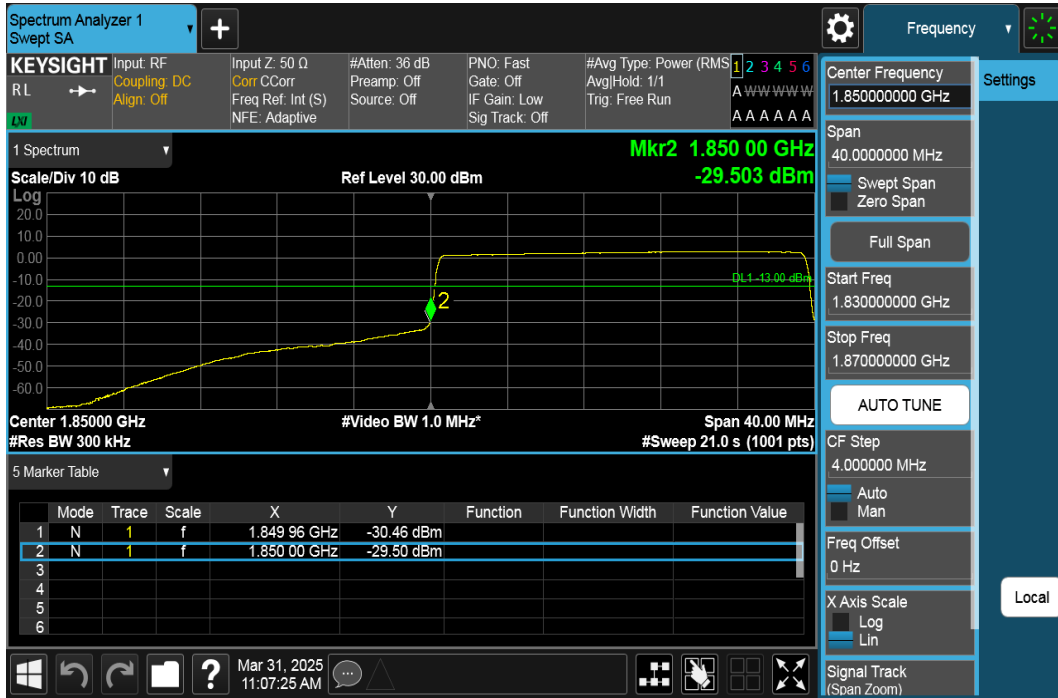 Spectrum Analyzer 1
Swept SA
Frequency
KEYSIGHT
RL
LXI
Input: RF
Coupling: DC
Align: Off
Input Z: 50 Ω
Corr CCorr
Freq Ref: Int (S)
NFE: Adaptive
#Atten: 36 dB
Preamp: Off
Source: Off
PNO: Fast
Gate: Off
IF Gain: Low
Sig Track: Off
#Avg Type: Power (RMS
Avg|Hold: 1/1
Trig: Free Run
1 2 3 4 5 6
A W W W W W
A A A A A A
1 Spectrum
Mkr2 1.850 00 GHz
Scale/Div 10 dB
Ref Level 30.00 dBm
-29.503 dBm
Log
20.0
10.0
0.00
-10.0
DL1 -13.00 dBm
-20.0
2
-30.0
-40.0
-50.0
-60.0
Center 1.85000 GHz
#Video BW 1.0 MHz*
Span 40.00 MHz
#Res BW 300 kHz
#Sweep 21.0 s (1001 pts)
5 Marker Table
Mode Trace Scale X Y Function Function Width Function Value
1 N 1 f 1.849 96 GHz -30.46 dBm
2 N 1 f 1.850 00 GHz -29.50 dBm
3
4
5
6
Mar 31, 2025
11:07:25 AM
Center Frequency
1.850000000 GHz
Settings
Span
40.0000000 MHz
Swept Span
Zero Span
Full Span
Start Freq
1.830000000 GHz
Stop Freq
1.870000000 GHz
AUTO TUNE
CF Step
4.000000 MHz
Auto
Man
Freq Offset
0 Hz
Local
X Axis Scale
Log
Lin
Signal Track
(Span Zoom)